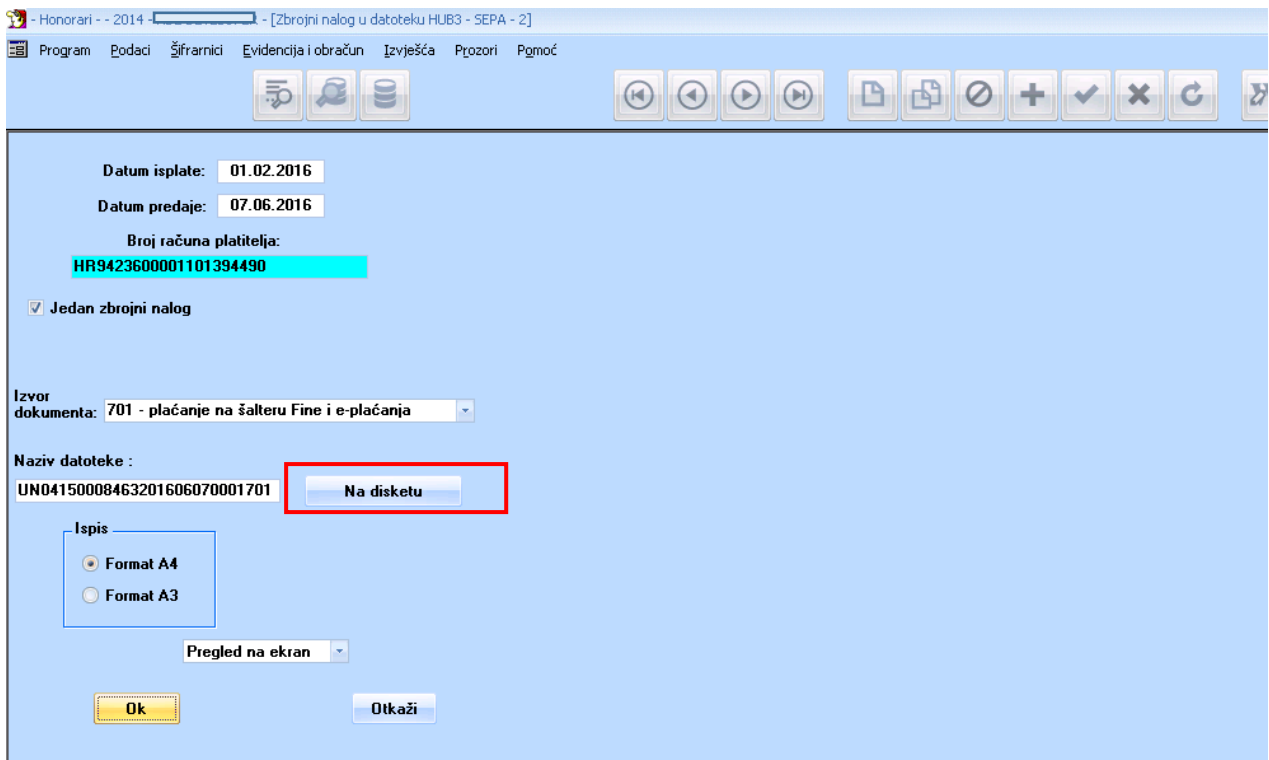 - Honorari - - 2014 - - [Zbrojni nalog u datoteku HUB3 - SEPA - 2]
Program Podaci Šifrarnici Evidencija i obračun Izvješća Prozori Pomoć
Datum isplate: 01.02.2016
Datum predaje: 07.06.2016
Broj računa platitelja:
HR9423600001101394490
Jedan zbrojni nalog
Izvor
dokumenta: 701 - plaćanje na šalteru Fine i e-plaćanja
Naziv datoteke :
UN04150008463201606070001701 Na disketu
Ispis
Format A4
Format A3
Pregled na ekran
Ok Otkaži